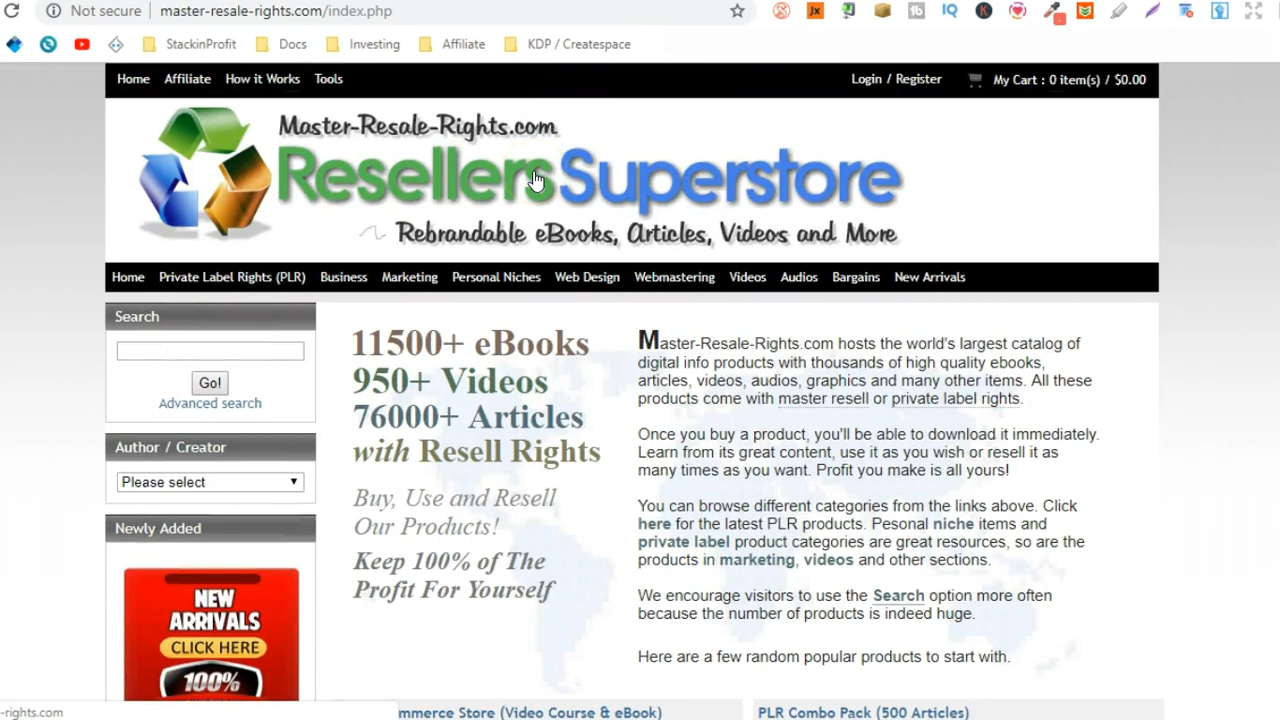 Not secure master-resale-rights.com/index.php
StackinProfit Docs Investing Affiliate KDP / Createspace
Home Affiliate How it Works Tools Login / Register My Cart : 0 item(s) / $0.00
Master-Resale-Rights.com
Resellers Superstore
Rebrandable eBooks, Articles, Videos and More
Home Private Label Rights (PLR) Business Marketing Personal Niches Web Design Webmastering Videos Audios Bargains New Arrivals
Search
Go!
Advanced search
Author / Creator
Please select
Newly Added
NEW
ARRIVALS
CLICK HERE
100%
11500+ eBooks
950+ Videos
76000+ Articles
with Resell Rights
Buy, Use and Resell
Our Products!
Keep 100% of The
Profit For Yourself
Master-Resale-Rights.com hosts the world's largest catalog of
digital info products with thousands of high quality ebooks,
articles, videos, audios, graphics and many other items. All these
products come with master resell or private label rights.
Once you buy a product, you'll be able to download it immediately.
Learn from its great content, use it as you wish or resell it as
many times as you want. Profit you make is all yours!
You can browse different categories from the links above. Click
here for the latest PLR products. Pesonal niche items and
private label product categories are great resources, so are the
products in marketing, videos and other sections.
We encourage visitors to use the Search option more often
because the number of products is indeed huge.
Here are a few random popular products to start with.
-rights.com
mmerce Store (Video Course & eBook)
PLR Combo Pack (500 Articles)